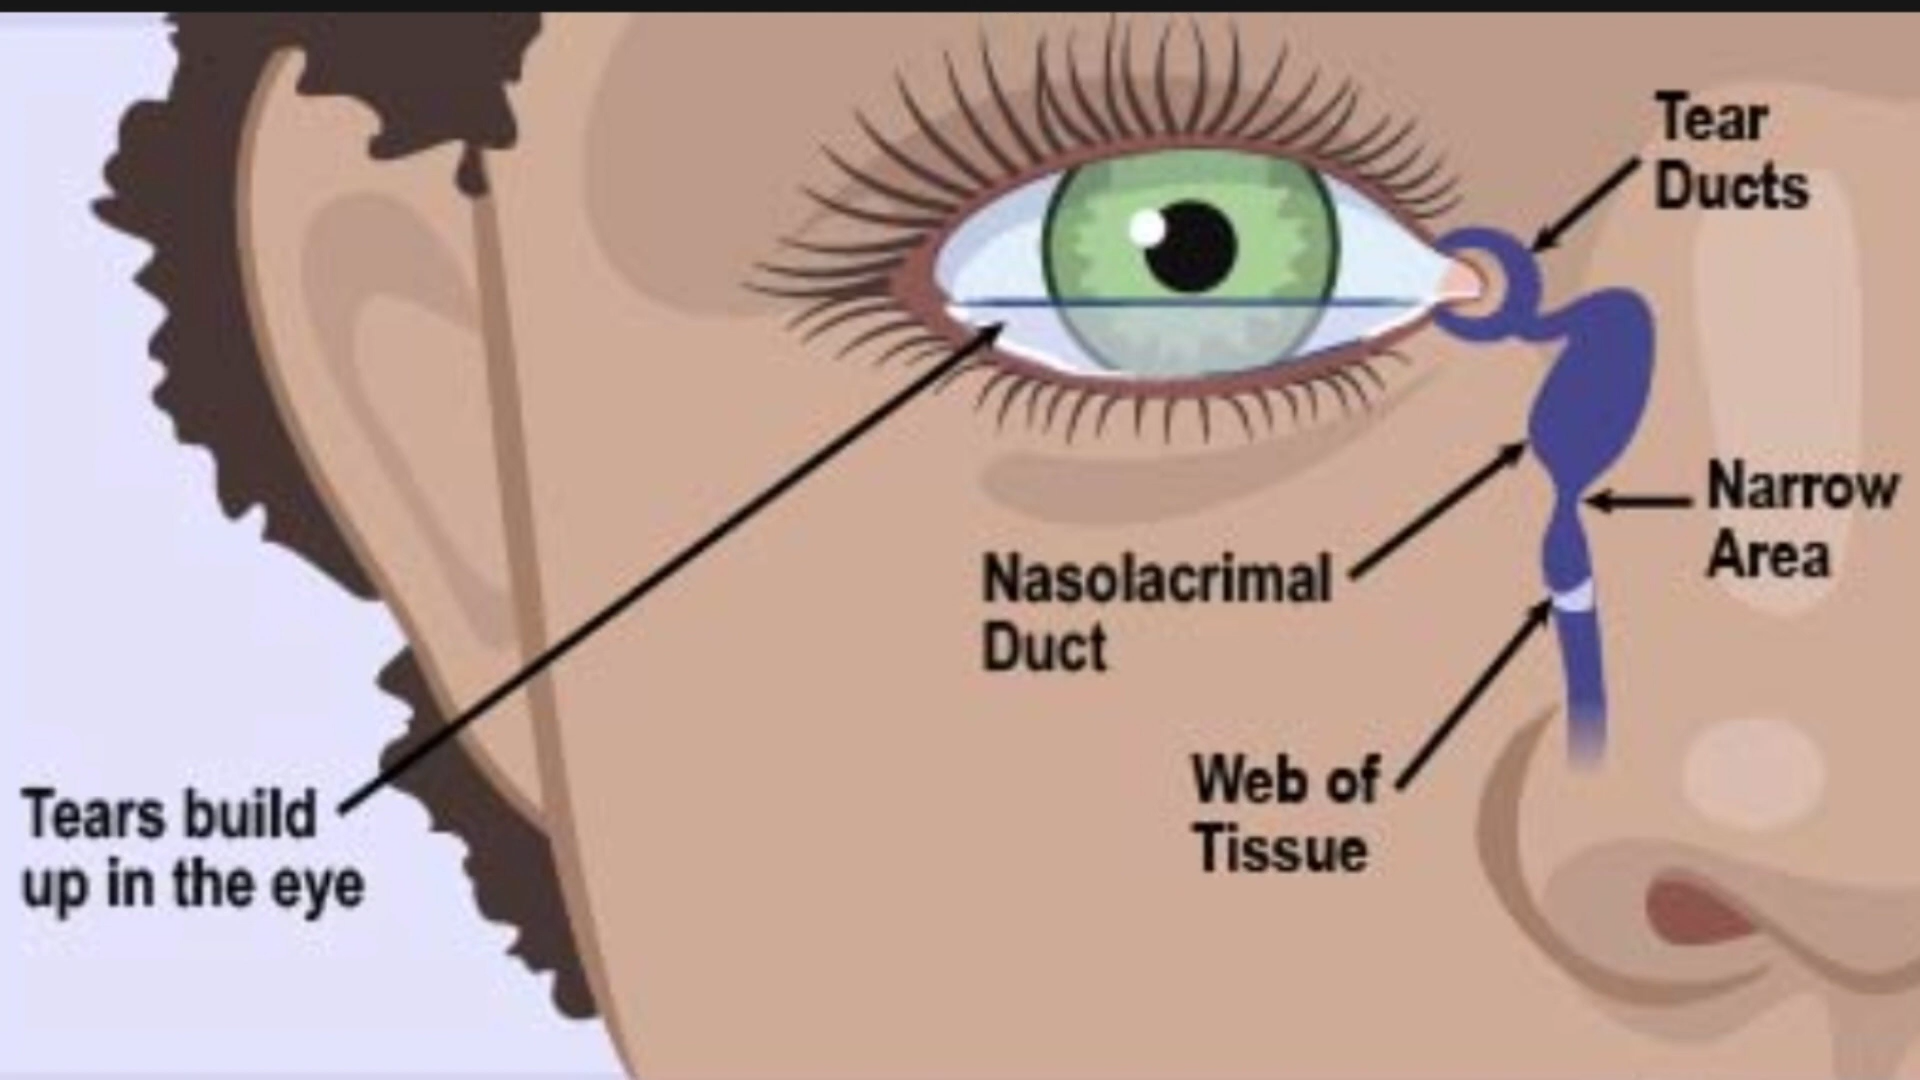 Tear
Ducts
Narrow
Area
Nasolacrimal
Duct
Web of
Tissue
Tears build
up in the eye